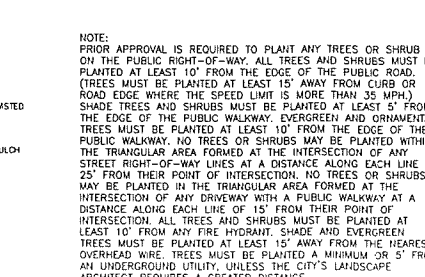 NOTE:
PRIOR APPROVAL IS REQUIRED TO PLANT ANY TREES OR SHRUB
ON THE PUBLIC RIGHT-OF-WAY. ALL TREES AND SHRUBS MUST
PLANTED AT LEAST 10' FROM THE EDGE OF THE PUBLIC ROAD.
(TREES MUST BE PLANTED AT LEAST 15' AWAY FROM CURB OR
ROAD EDGE WHERE THE SPEED LIMIT IS MORE THAN 35 MPH.)
SHADE TREES AND SHRUBS MUST BE PLANTED AT LEAST 5' FRO
THE EDGE OF THE PUBLIC WALKWAY. EVERGREEN AND ORNAMENT
TREES MUST BE PLANTED AT LEAST 10' FROM THE EDGE OF THE
PUBLIC WALKWAY. NO TREES OR SHRUBS MAY BE PLANTED WITHI
THE TRIANGULAR AREA FORMED AT THE INTERSECTION OF ANY
STREET RIGHT-OF-WAY LINES AT A DISTANCE ALONG EACH LINE
25' FROM THEIR POINT OF INTERSECTION. NO TREES OR SHRUBS
MAY BE PLANTED IN THE TRIANGULAR AREA FORMED AT THE
INTERSECTION OF ANY DRIVEWAY WITH A PUBLIC WALKWAY AT A
DISTANCE ALONG EACH LINE OF 15' FROM THEIR POINT OF
INTERSECTION. ALL TREES AND SHRUBS MUST BE PLANTED AT
LEAST 10' FROM ANY FIRE HYDRANT. SHADE AND EVERGREEN
TREES MUST BE PLANTED AT LEAST 15' AWAY FROM THE NEARES
OVERHEAD WIRE. TREES MUST BE PLANTED A MINIMUM OR 5' FRO
AN UNDERGROUND UTILITY, UNLESS THE CITY'S LANDSCAPE
ARCHITECT REQUIRES A GREATER DISTANCE